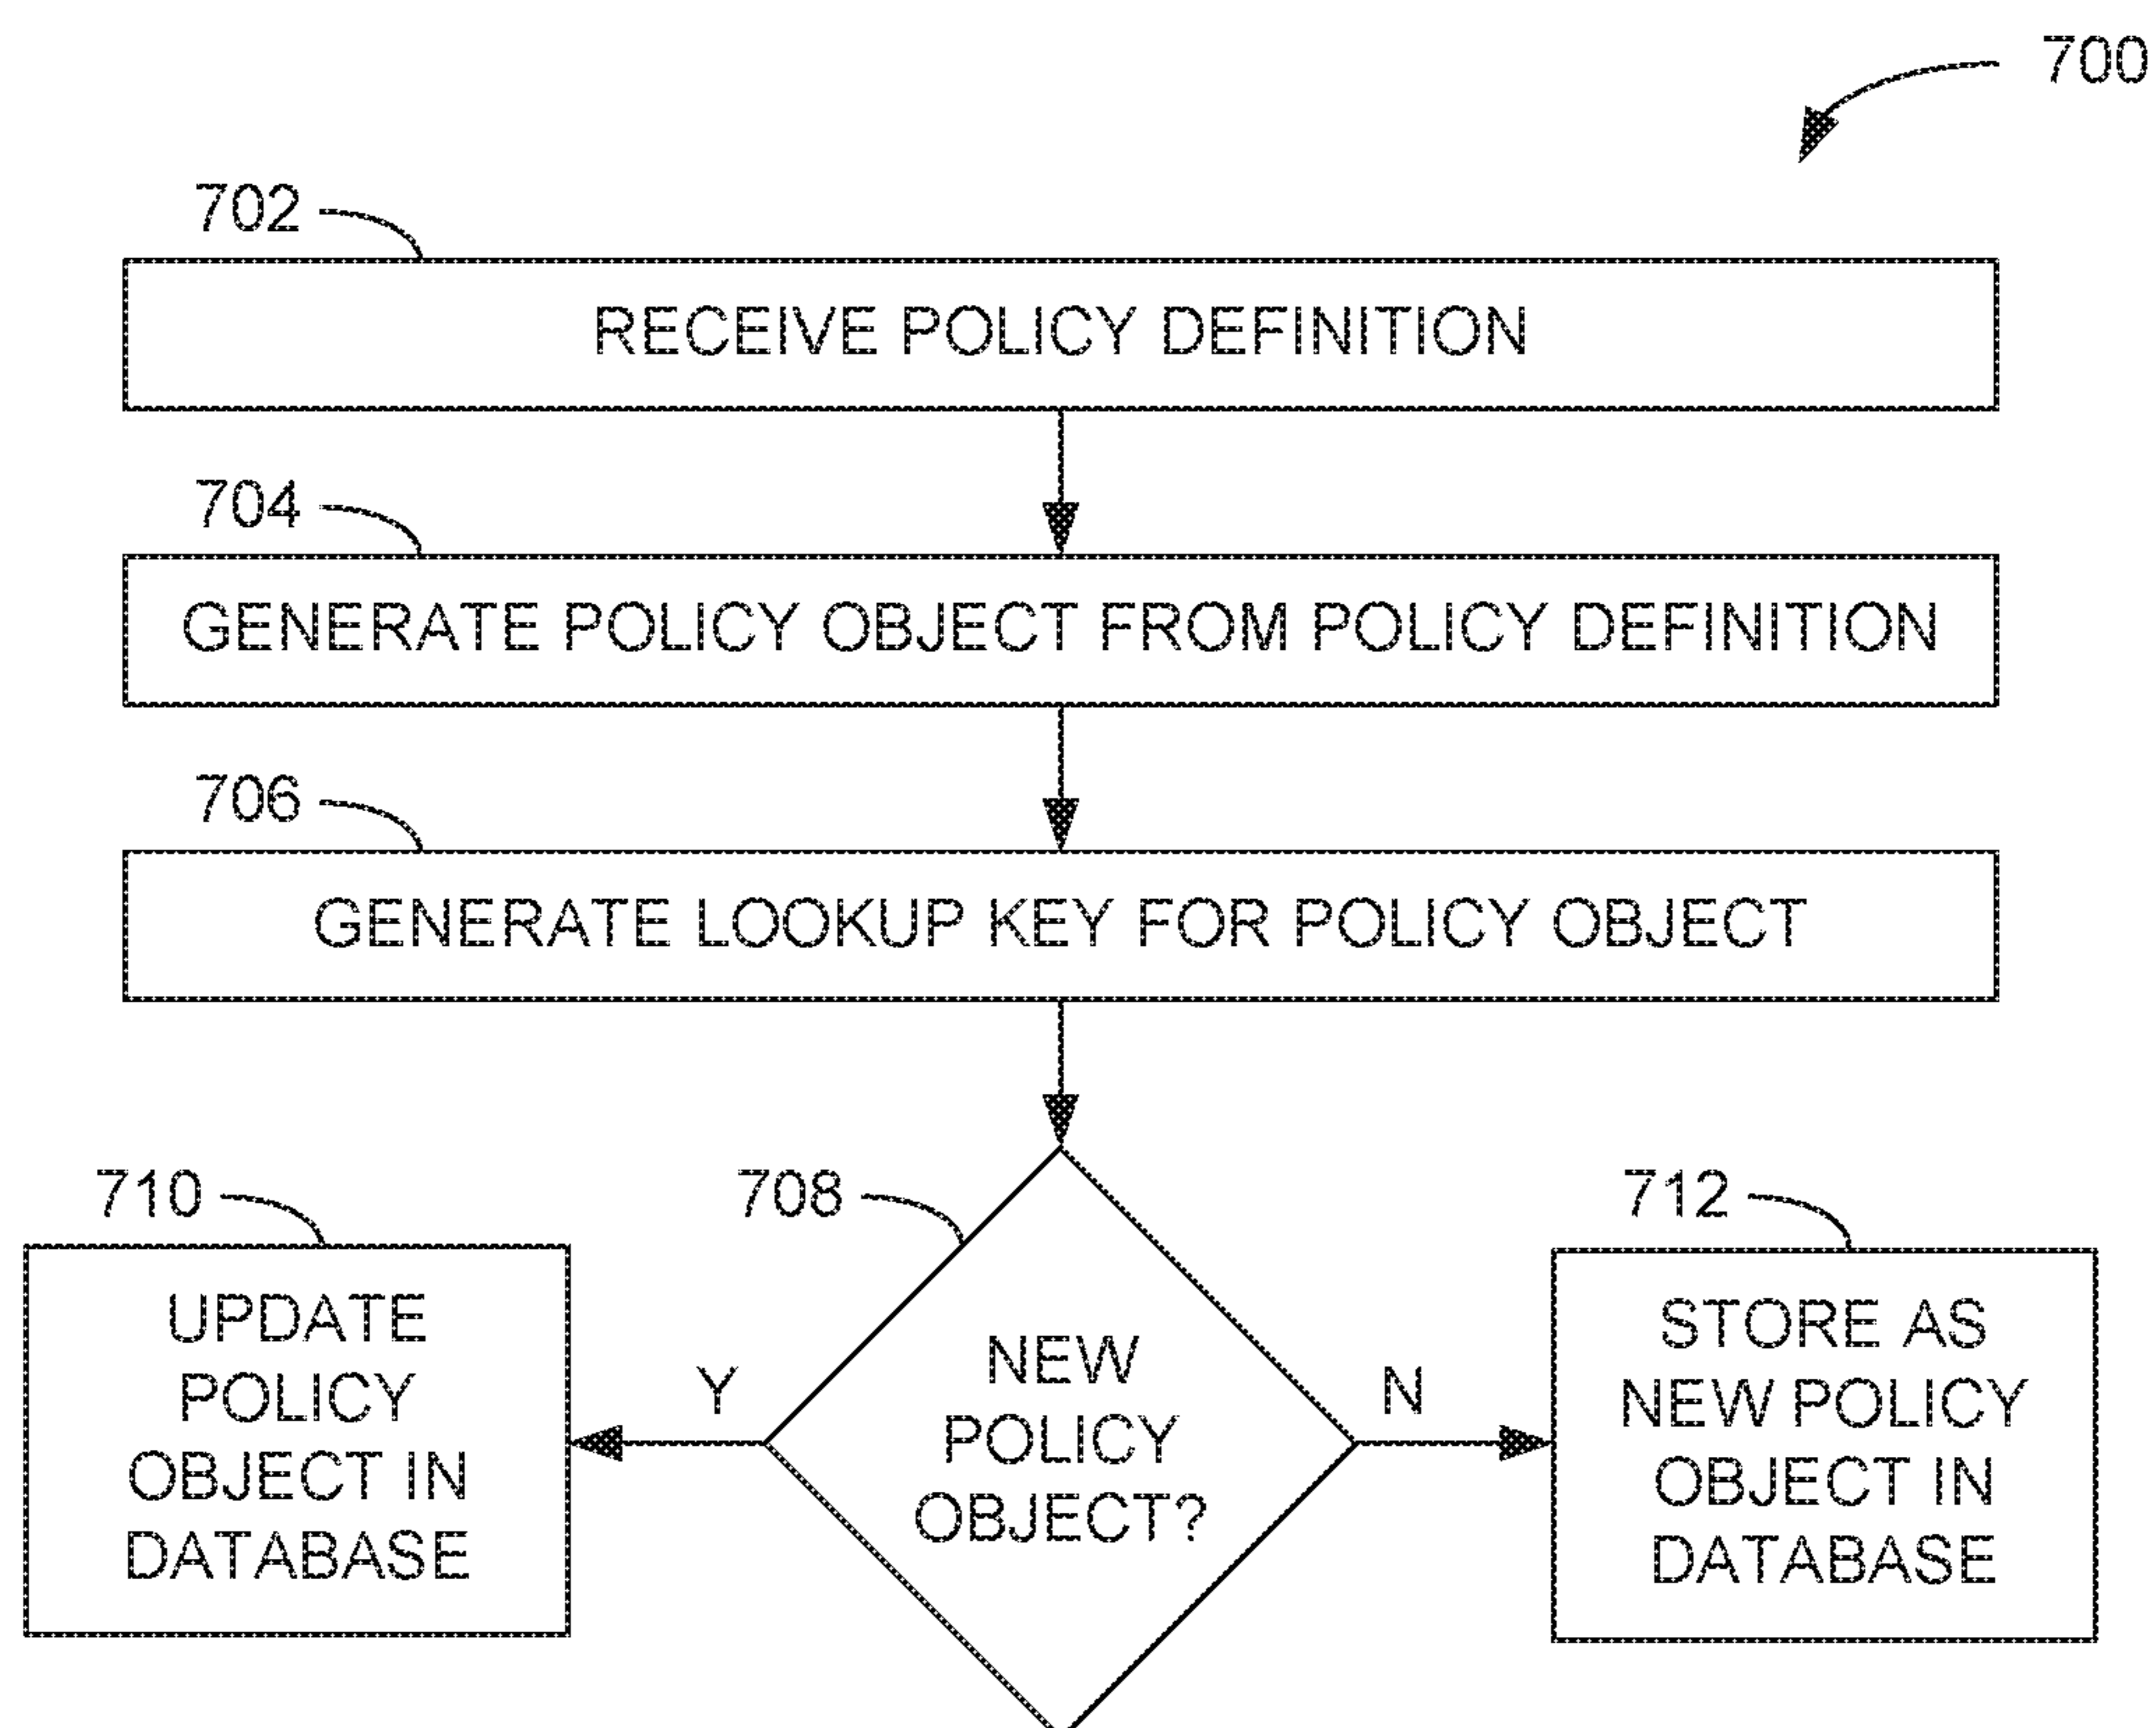 700
702
RECEIVE POLICY DEFINITION
704
GENERATE POLICY OBJECT FROM POLICY DEFINITION
706
GENERATE LOOKUP KEY FOR POLICY OBJECT
710
UPDATE
POLICY
OBJECT IN
DATABASE
Y
708
NEW
POLICY
OBJECT?
N
712
STORE AS
NEW POLICY
OBJECT IN
DATABASE